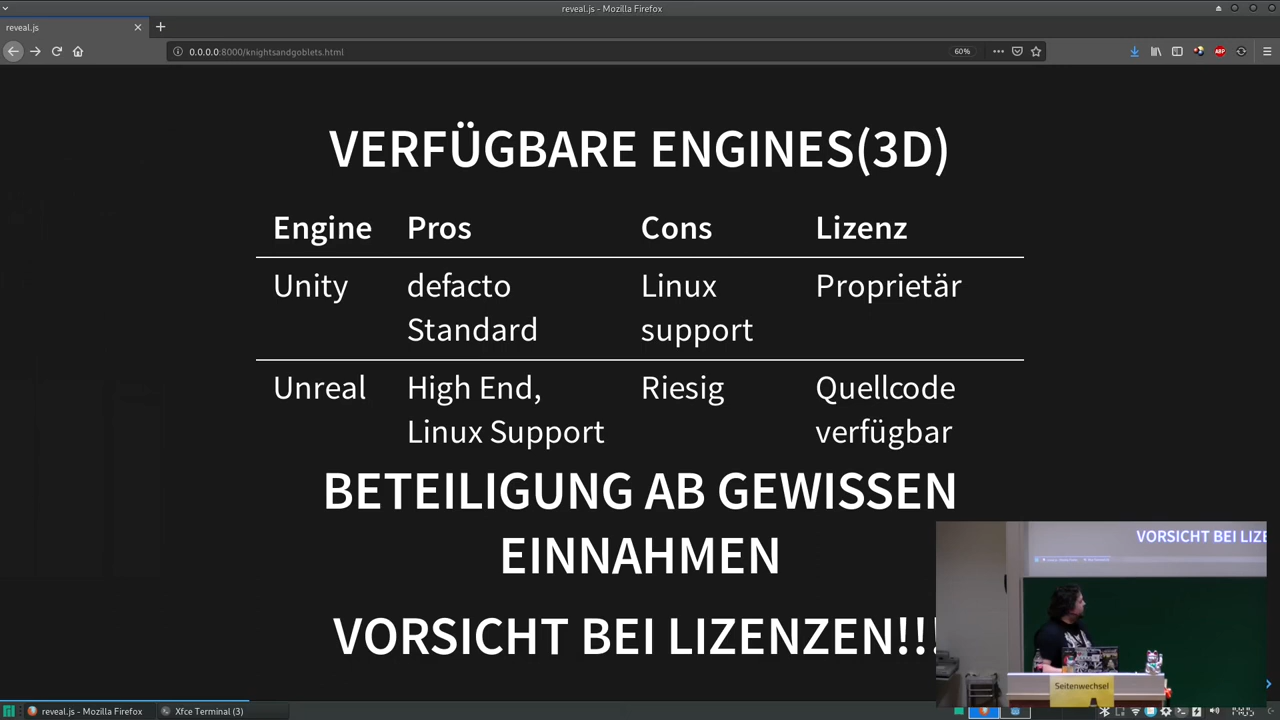 reveal.js - Mozilla Firefox
reveal.js
0.0.0.0:8000/knightsandgoblets.html
60%
ABP
VERFÜGBARE ENGINES(3D)
Engine Pros Cons Lizenz
Unity defacto Standard Linux support Proprietär
Unreal High End, Linux Support Riesig Quellcode verfügbar
BETEILIGUNG AB GEWISSEN
EINNAHMEN
VORSICHT BEI LIZENZEN!!!
VORSICHT BEI LIZE
Seitenwechsel
reveal.js - Mozilla Firefox
Xfce Terminal (3)